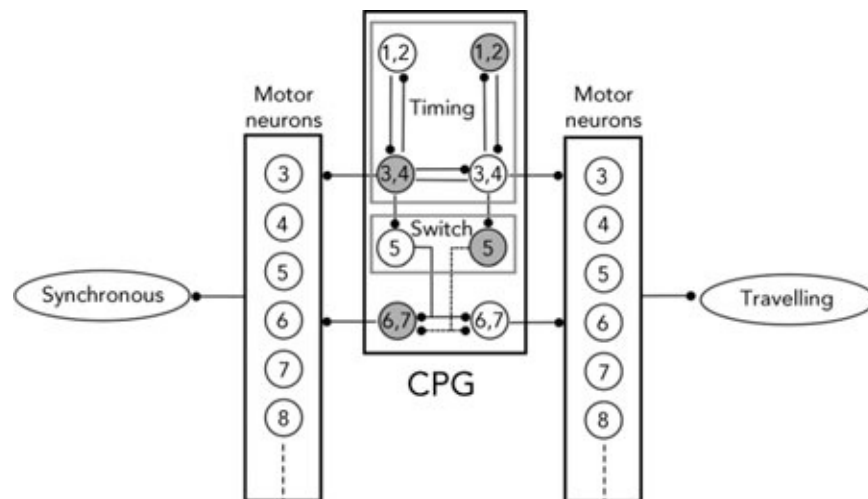 1,2
1,2
Motor
neurons
Timing
Motor
neurons
3
3,4
3,4
3
4
Switch
4
5
5
5
5
Synchronous
6
6,7
6,7
6
Travelling
7
CPG
7
8
8